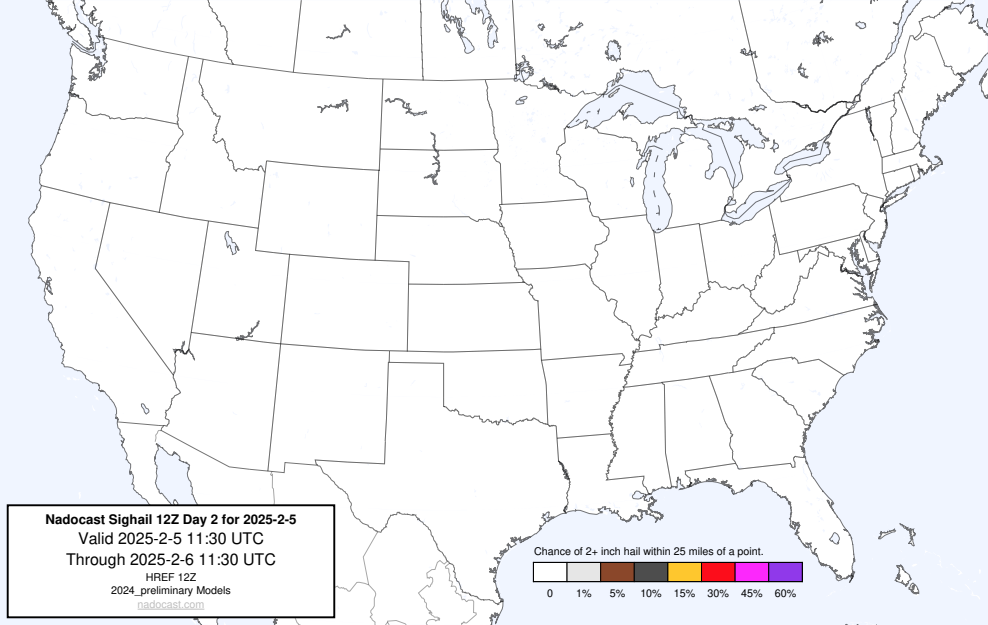 Nadocast Sighail 12Z Day 2 for 2025-2-5
Valid 2025-2-5 11:30 UTC
Through 2025-2-6 11:30 UTC
HREF 12Z
2024_preliminary Models
nadocast.com
Chance of 2+ inch hail within 25 miles of a point.
0 1% 5% 10% 15% 30% 45% 60%